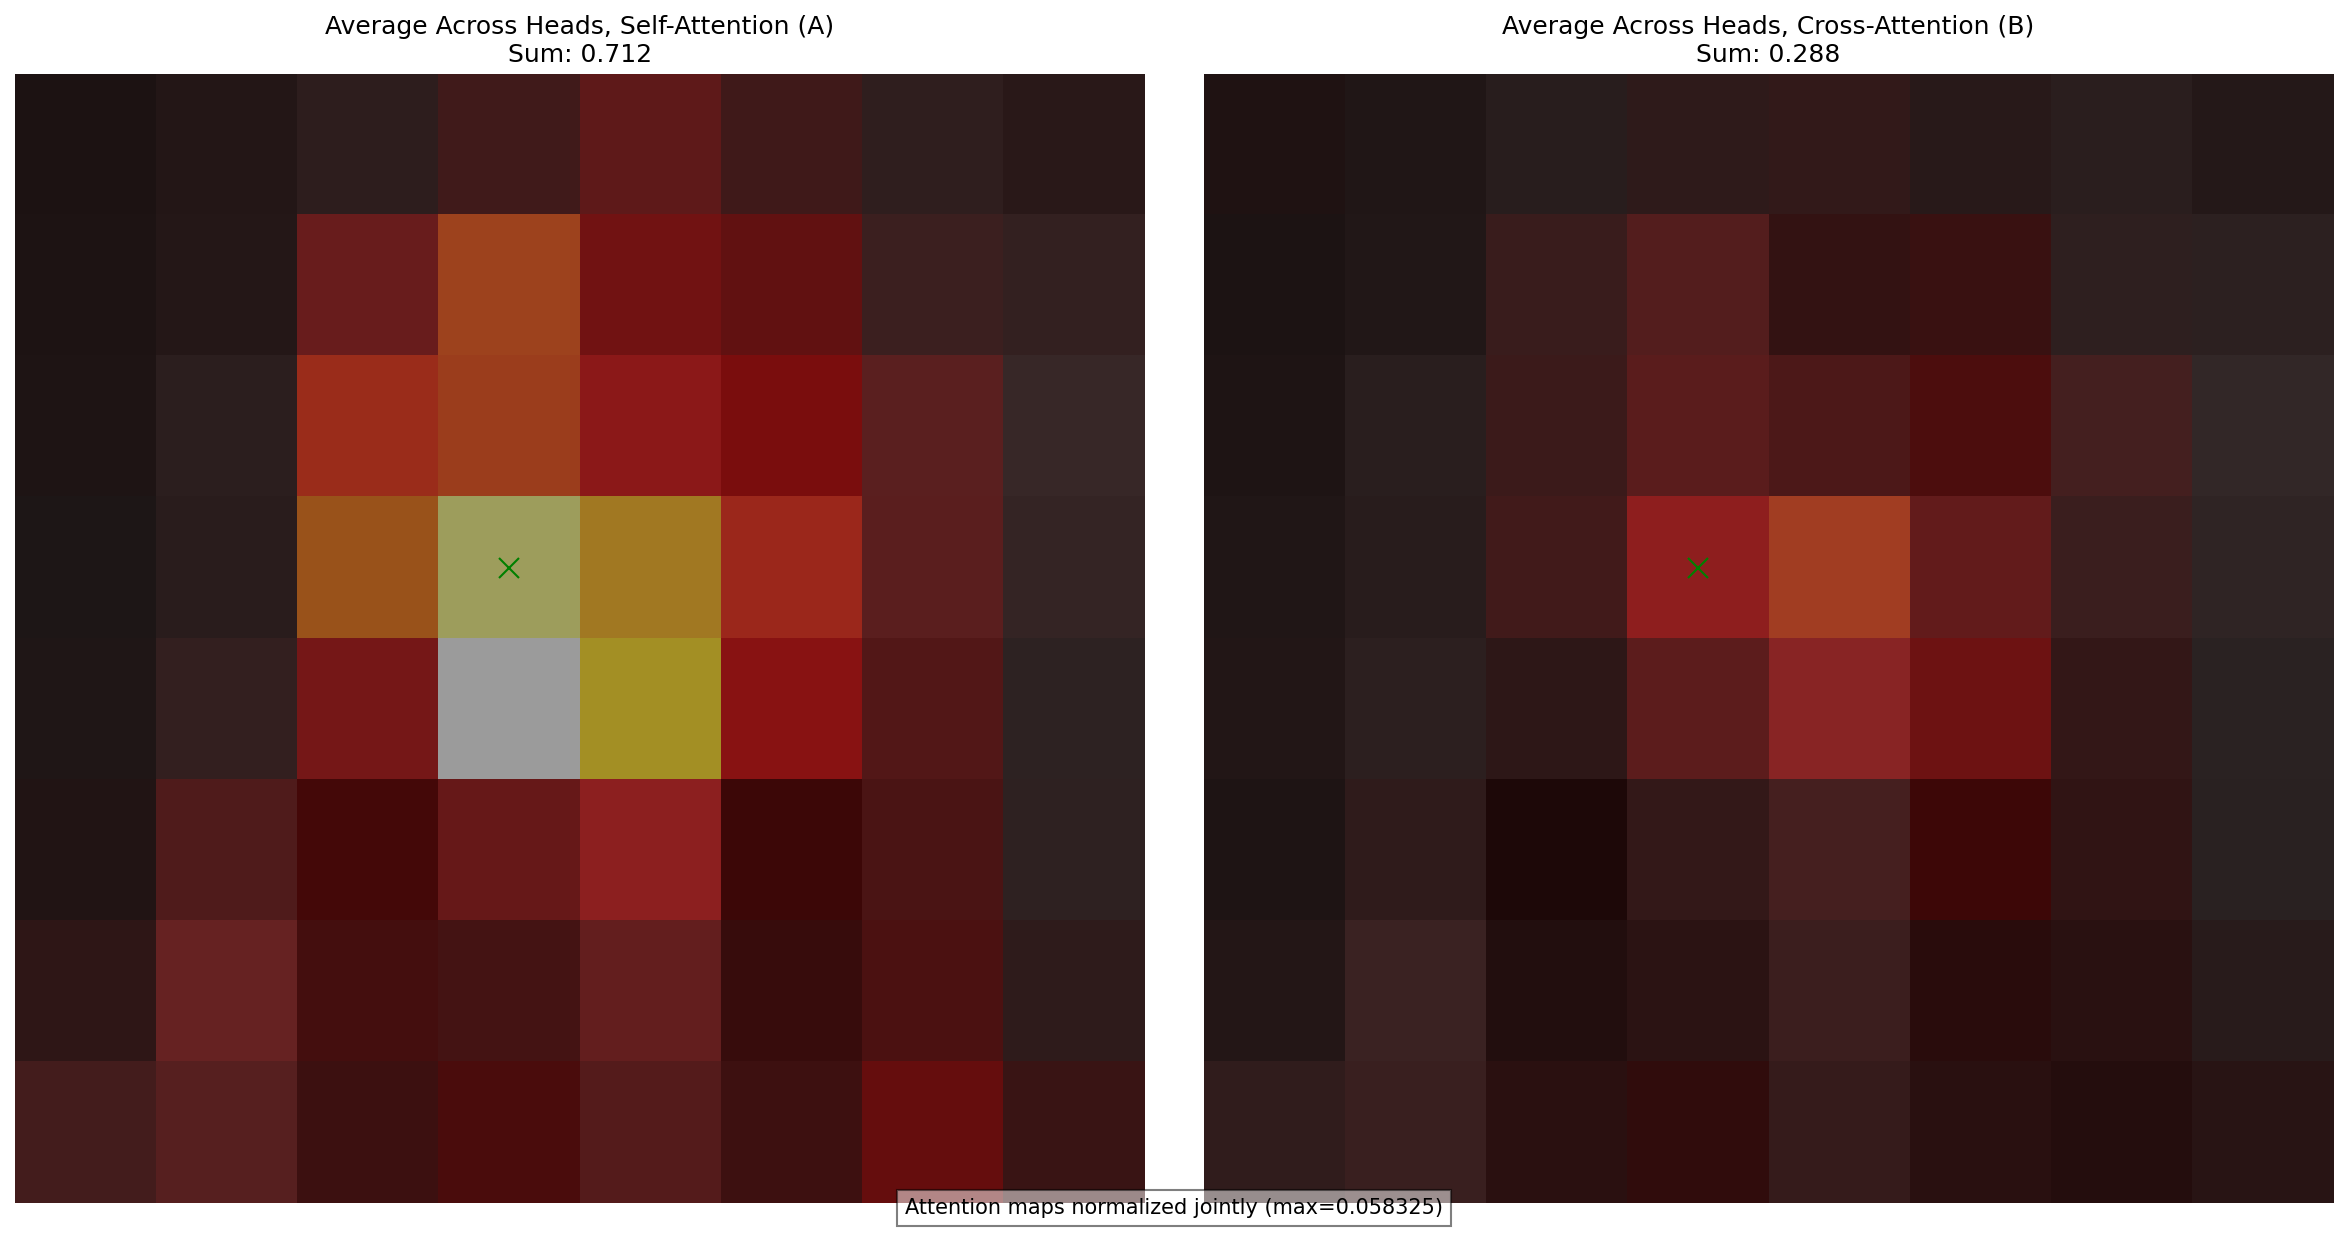 Average Across Heads, Self-Attention (A)
Sum: 0.712
Average Across Heads, Cross-Attention (B)
Sum: 0.288
Attention maps normalized jointly (max=0.058325)